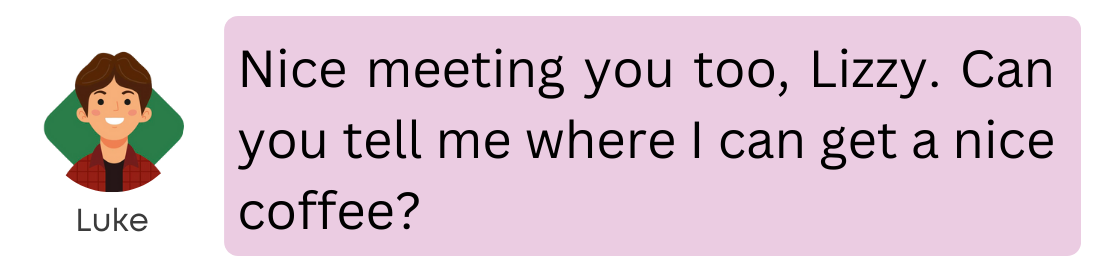 Nice meeting you too, Lizzy. Can
you tell me where I can get a nice
coffee?
Luke